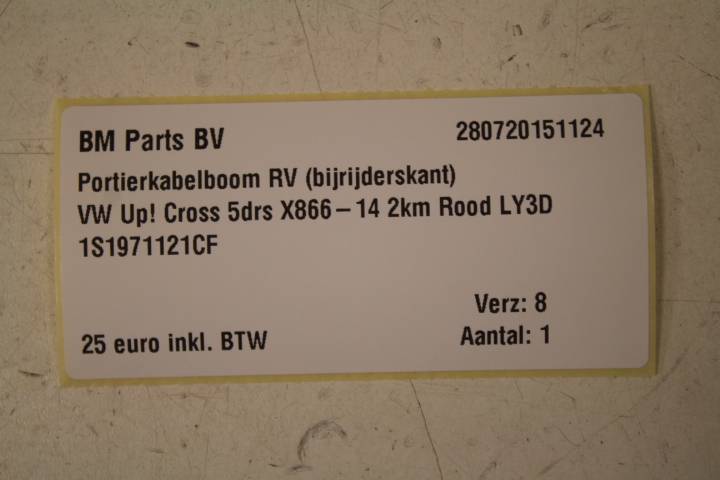 BM Parts BV 280720151124
Portierkabelboom RV (bijrijderskant)
VW Up! Cross 5drs X866-14 2km Rood LY3D
1S1971121CF
Verz: 8
25 euro inkl. BTW Aantal: 1